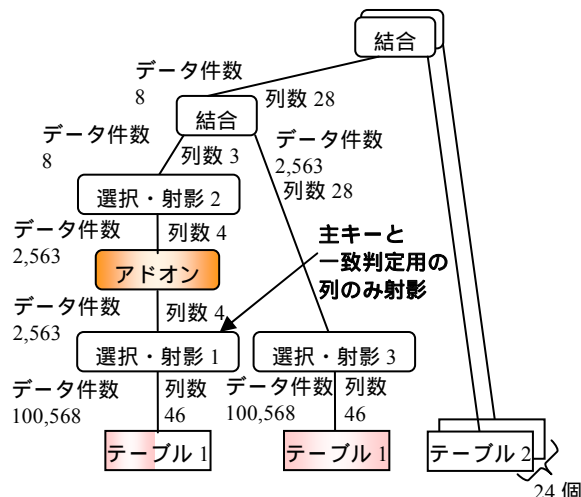 結合
データ件数
8
列数 28
結合
データ件数
8
列数 3
データ件数
2,563
列数 28
選択・射影 2
データ件数
2,563
列数 4
主キーと
一致判定用の
列のみ射影
アドオン
データ件数
2,563
列数 4
選択・射影 1
選択・射影 3
データ件数
100,568
列数
46
データ件数
100,568
列数
46
テーブル 1
テーブル 1
テーブル 2
24 個